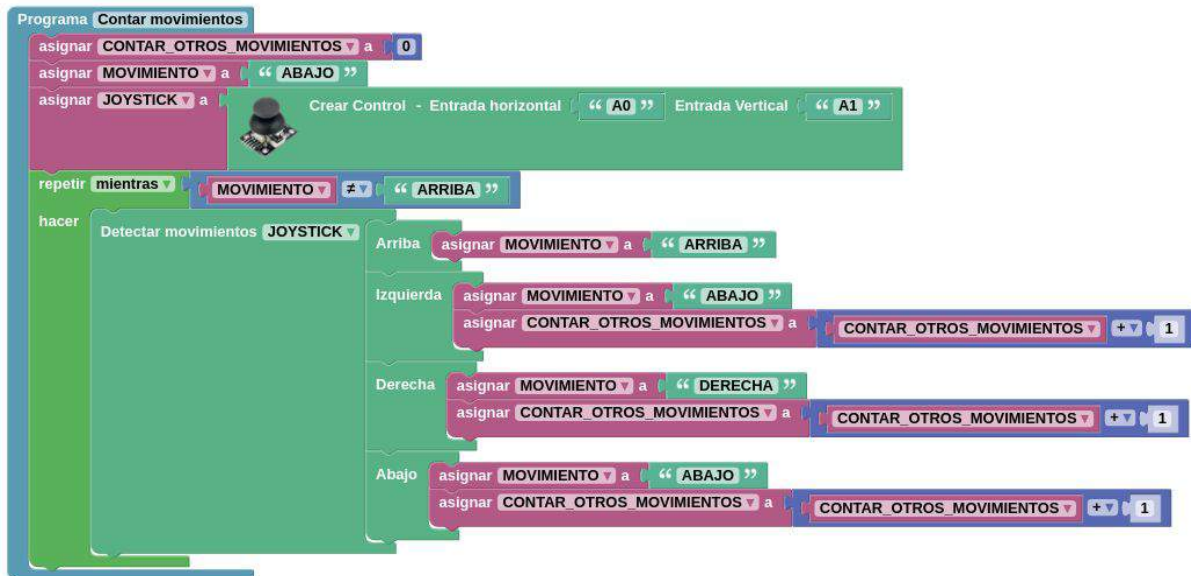 Programa Contar movimientos
asignar CONTAR_OTROS_MOVIMIENTOS a 0
asignar MOVIMIENTO a “ ABAJO ”
asignar JOYSTICK a Crear Control - Entrada horizontal “ A0 ” Entrada Vertical “ A1 ”
repetir mientras MOVIMIENTO ≠ “ ARRIBA ”
hacer
Detectar movimientos JOYSTICK
Arriba asignar MOVIMIENTO a “ ARRIBA ”
Izquierda asignar MOVIMIENTO a “ ABAJO ”
asignar CONTAR_OTROS_MOVIMIENTOS a CONTAR_OTROS_MOVIMIENTOS + 1
Derecha asignar MOVIMIENTO a “ DERECHA ”
asignar CONTAR_OTROS_MOVIMIENTOS a CONTAR_OTROS_MOVIMIENTOS + 1
Abajo asignar MOVIMIENTO a “ ABAJO ”
asignar CONTAR_OTROS_MOVIMIENTOS a CONTAR_OTROS_MOVIMIENTOS + 1